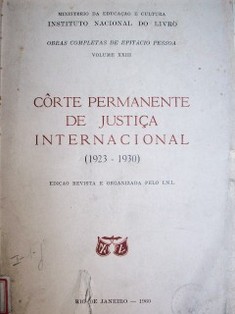 MINISTÉRIO DA EDUCAÇÃO E CULTURA
INSTITUTO NACIONAL DO LIVRO
OBRAS COMPLETAS DE EPITÁCIO PESSOA
VOLUME XXIII
CÔRTE PERMANENTE
DE JUSTIÇA
INTERNACIONAL
(1923 - 1930)
EDIÇÃO REVISTA E ORGANIZADA PELO I.N.L.
RIO DE JANEIRO — 1960